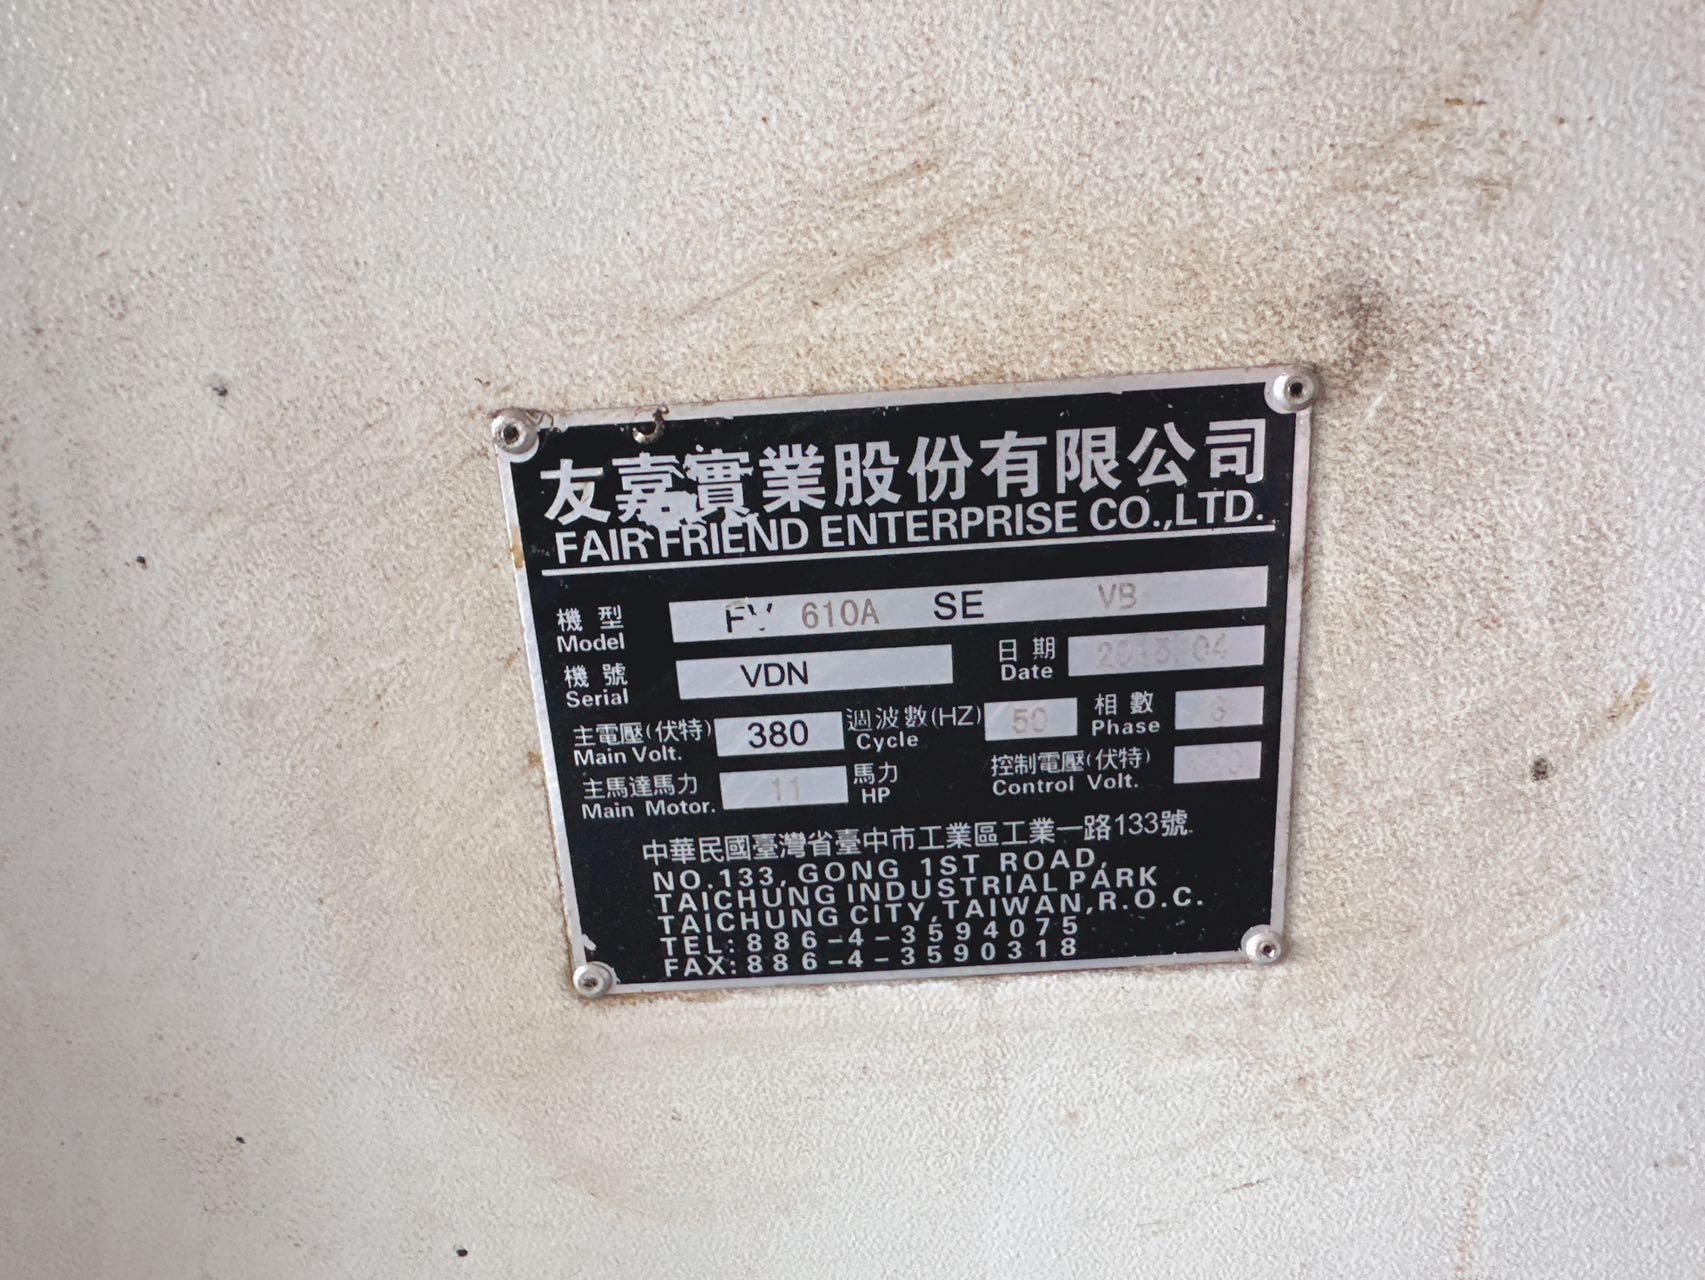 友嘉實業股份有限公司
FAIR FRIEND ENTERPRISE CO.,LTD.
機型 610A SE VB
Model
機號 VDN 日期
Serial Date
主電壓(伏特) 380 週波數(HZ) 50 相數
Main Volt. Cycle Phase
主馬達馬力 11 馬力 控制電壓(伏特)
Main Motor. HP Control Volt.
中華民國臺灣省臺中市工業區工業一路133號.
NO.133, GONG 1ST ROAD,
TAICHUNG INDUSTRIAL PARK
TAICHUNG CITY,TAIWAN,R.O.C.
TEL:886-4-3594075
FAX:886-4-3590318